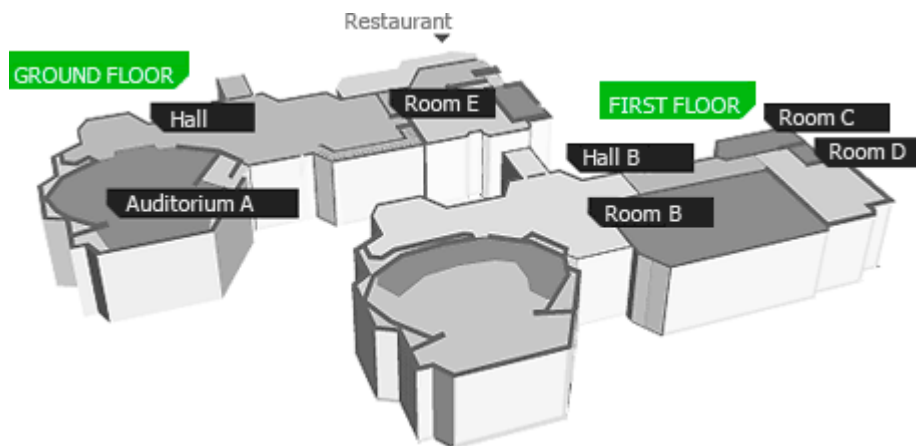 Restaurant
GROUND FLOOR
Hall
Room E
Auditorium A
FIRST FLOOR
Room C
Hall B
Room D
Room B